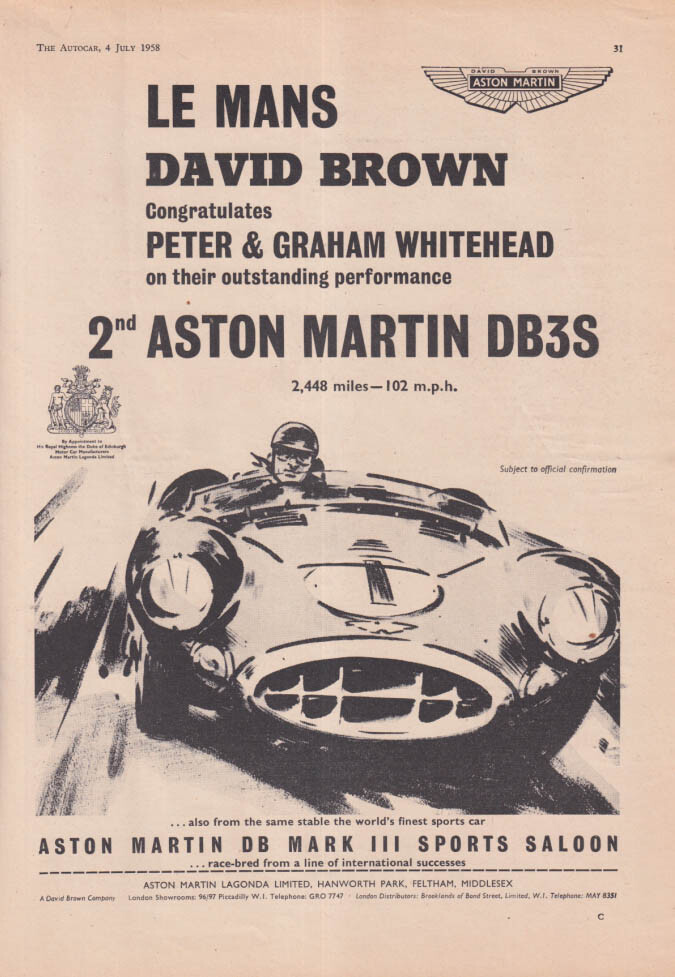 The Autocar, 4 July 1958
31
DAVID BROWN
ASTON MARTIN
LE MANS
DAVID BROWN
Congratulates
PETER & GRAHAM WHITEHEAD
on their outstanding performance
2nd ASTON MARTIN DB3S
2,448 miles—102 m.p.h.
By Appointment to
His Royal Highness the Duke of Edinburgh
Motor Car Manufacturers
Aston Martin Lagonda Limited
Subject to official confirmation
1
...also from the same stable the world's finest sports car
ASTON MARTIN DB MARK III SPORTS SALOON
...race-bred from a line of international successes
ASTON MARTIN LAGONDA LIMITED, HANWORTH PARK, FELTHAM, MIDDLESEX
A David Brown Company London Showrooms: 96/97 Piccadilly W.1. Telephone: GRO 7747 · London Distributors: Brooklands of Bond Street, Limited, W.1. Telephone: MAY 8351
C